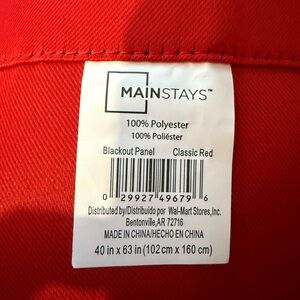 MAINSTAYS™
100% Polyester
100% Poliéster
Blackout Panel Classic Red
0 29927 49679 6
Distributed by/Distribuido por Wal-Mart Stores, Inc.
Bentonville, AR 72716
MADE IN CHINA/HECHO EN CHINA
40 in x 63 in (102 cm x 160 cm)